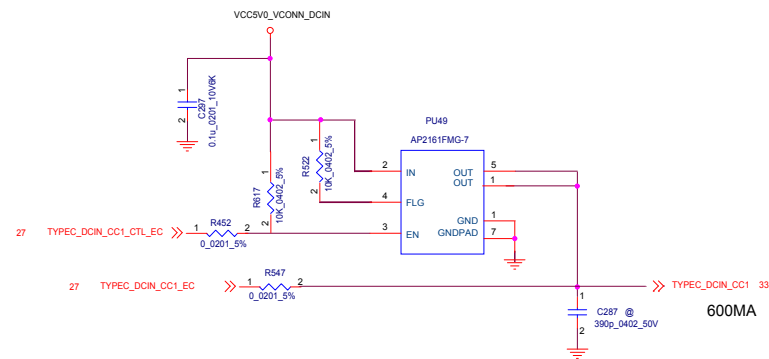 VCC5V0_VCONN_DCIN
1
2
C297
0.1u_0201_10V6K
PU49
AP2161FMG-7
1
R522
10K_0402_5%
2
1
R617
10K_0402_5%
2
2 IN OUT 5
OUT 1
4 FLG
GND 1
3 EN GNDPAD 7
27 TYPEC_DCIN_CC1_CTL_EC 1 R452 2
0_0201_5%
27 TYPEC_DCIN_CC1_EC 1 R547 2
0_0201_5%
TYPEC_DCIN_CC1 33
600MA
1
C287 @
390p_0402_50V
2